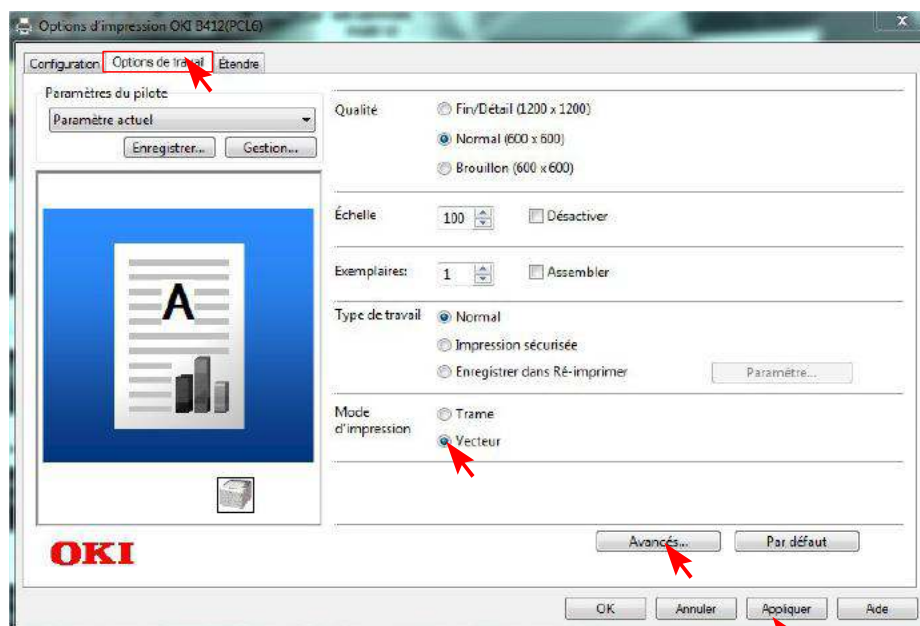 Options d'impression OKI B412(PCL6)
Configuration Options de travail Étendre
Paramètres du pilote
Paramètre actuel
Enregistrer... Gestion...
A
OKI
Qualité
Fin/Détail (1200 x 1200)
Normal (600 x 600)
Brouillon (600 x 600)
Échelle 100 Désactiver
Exemplaires: 1 Assembler
Type de travail Normal
Impression sécurisée
Enregistrer dans Ré-imprimer Paramètre...
Mode
d'impression
Trame
Vecteur
Avancés... Par défaut
OK Annuler Appliquer Aide